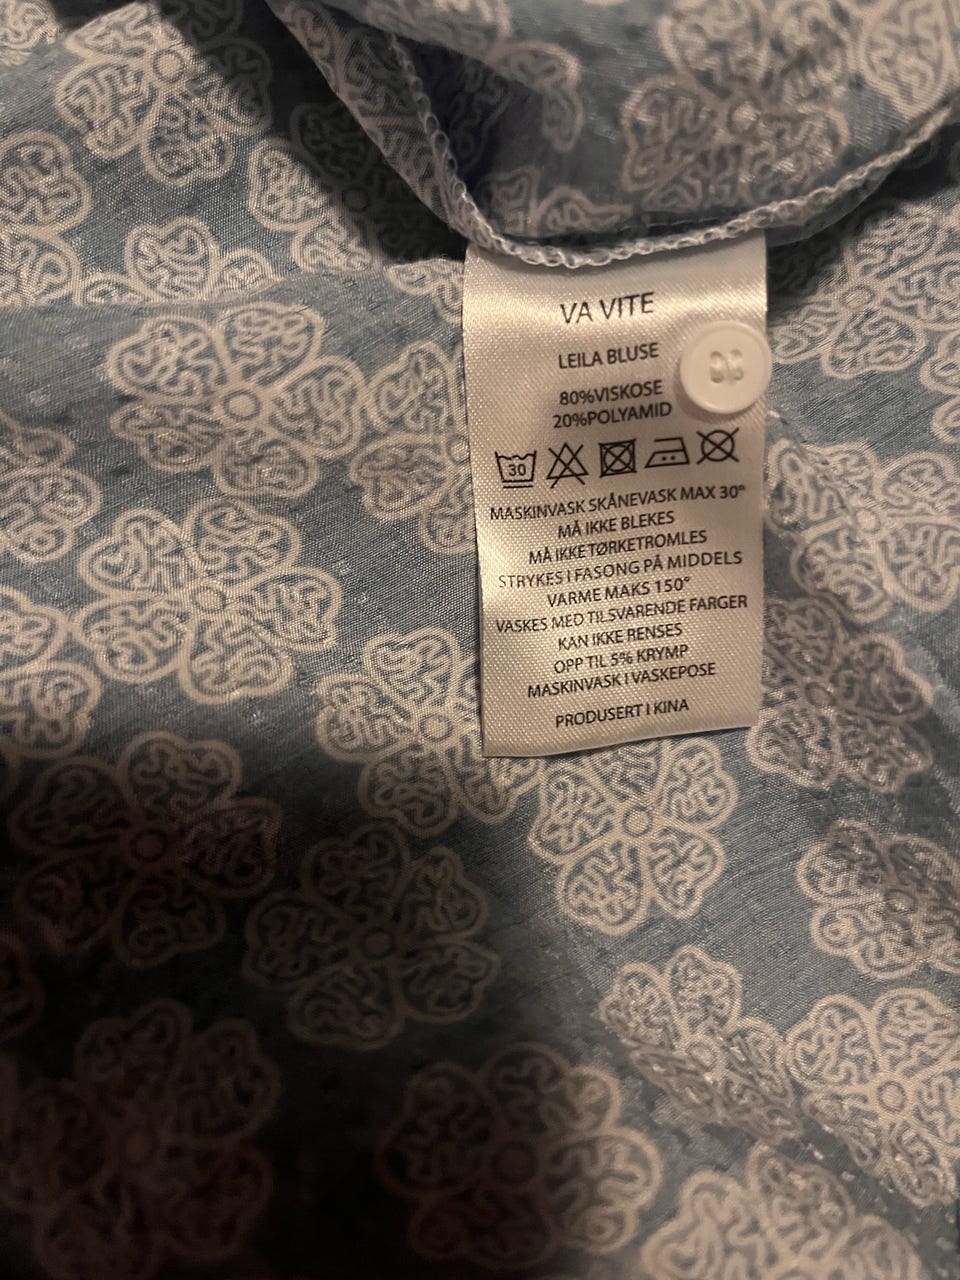 VA VITE
LEILA BLUSE
80%VISKOSE
20%POLYAMID
30
MASKINVASK SKÅNEVASK MAX 30°
MÅ IKKE BLEKES
MÅ IKKE TØRKETROMLES
STRYKES I FASONG PÅ MIDDELS
VARME MAKS 150°
VASKES MED TILSVARENDE FARGER
KAN IKKE RENSES
OPP TIL 5% KRYMP
MASKINVASK I VASKEPOSE
PRODUSERT I KINA